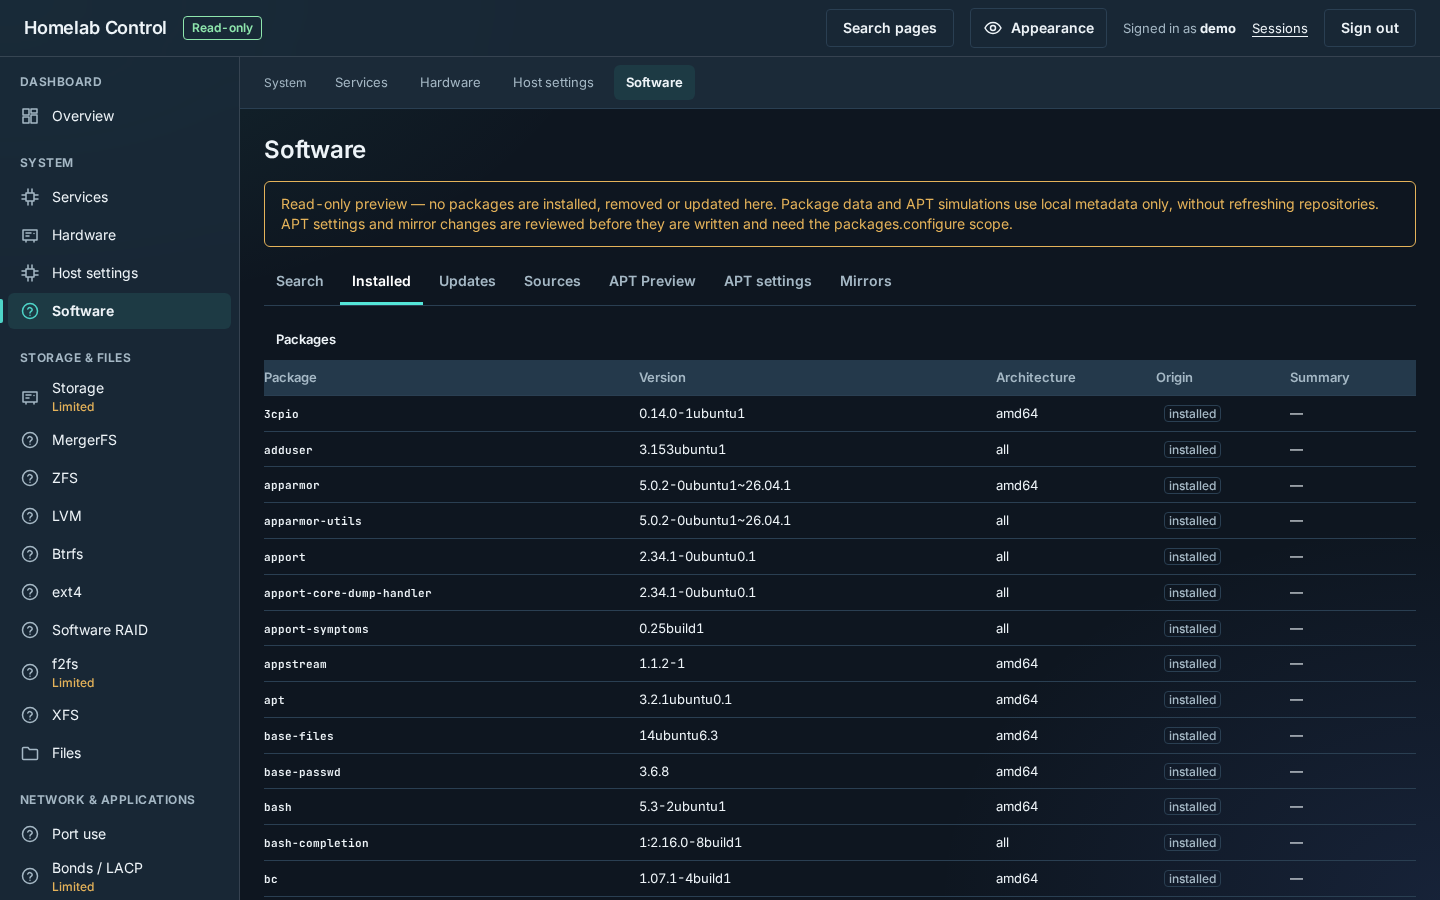 Homelab Control
Read-only
Search pages
Appearance
Signed in as demo
Sessions
Sign out
DASHBOARD
Overview
SYSTEM
Services
Hardware
Host settings
Software
STORAGE & FILES
Storage
Limited
MergerFS
ZFS
LVM
Btrfs
ext4
Software RAID
f2fs
Limited
XFS
Files
NETWORK & APPLICATIONS
Port use
Bonds / LACP
Limited
System Services Hardware Host settings Software
Software
Read-only preview — no packages are installed, removed or updated here. Package data and APT simulations use local metadata only, without refreshing repositories.
APT settings and mirror changes are reviewed before they are written and need the packages.configure scope.
Search Installed Updates Sources APT Preview APT settings Mirrors
Packages
Package Version Architecture Origin Summary
3cpio 0.14.0-1ubuntu1 amd64 installed —
adduser 3.153ubuntu1 all installed —
apparmor 5.0.2-0ubuntu1~26.04.1 amd64 installed —
apparmor-utils 5.0.2-0ubuntu1~26.04.1 all installed —
apport 2.34.1-0ubuntu0.1 all installed —
apport-core-dump-handler 2.34.1-0ubuntu0.1 all installed —
apport-symptoms 0.25build1 all installed —
appstream 1.1.2-1 amd64 installed —
apt 3.2.1ubuntu0.1 amd64 installed —
base-files 14ubuntu6.3 amd64 installed —
base-passwd 3.6.8 amd64 installed —
bash 5.3-2ubuntu1 amd64 installed —
bash-completion 1:2.16.0-8build1 all installed —
bc 1.07.1-4build1 amd64 installed —